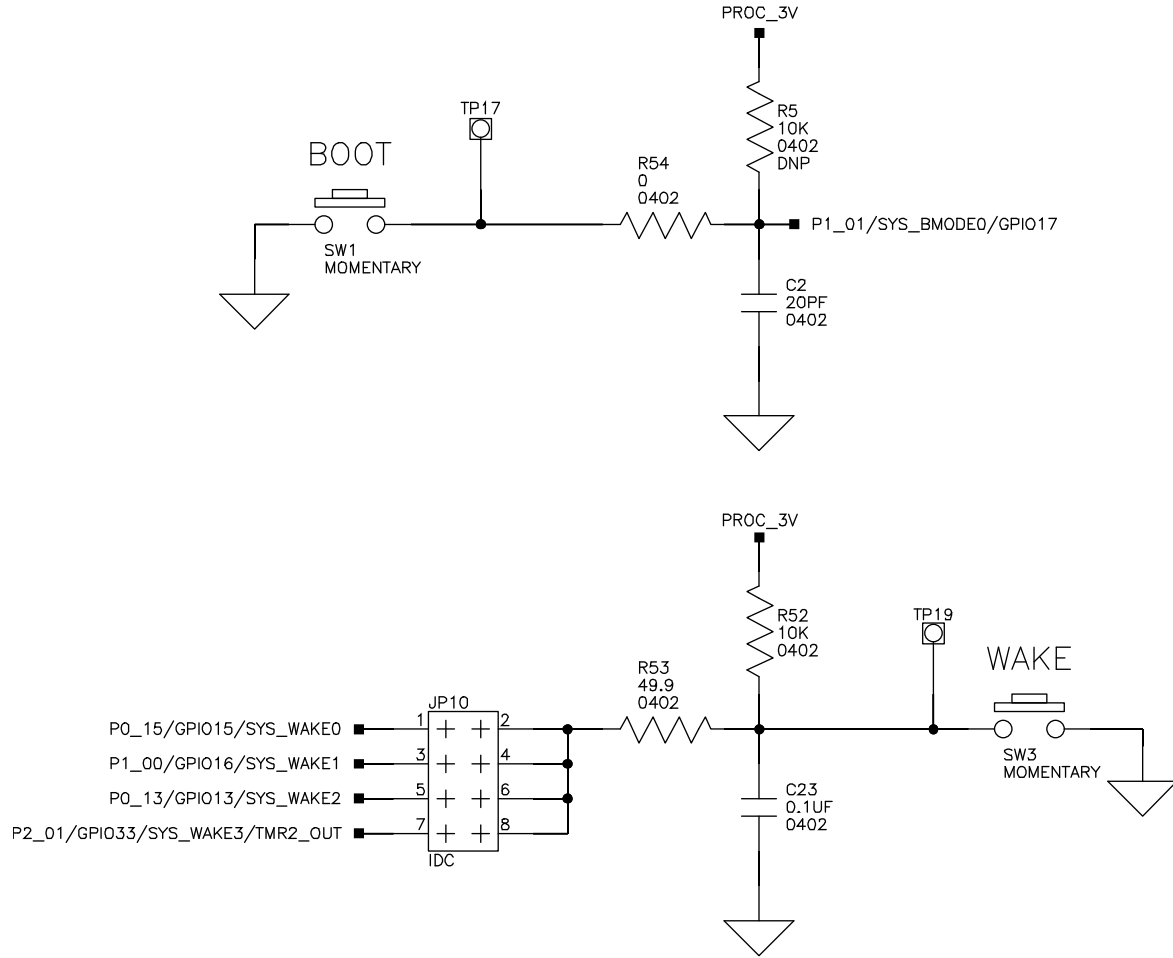 PROC_3V
TP17
R5
10K
0402
DNP
BOOT
R54
0
0402
P1_01/SYS_BMODE0/GPIO17
SW1
MOMENTARY
C2
20PF
0402
PROC_3V
R52
10K
0402
TP19
WAKE
R53
49.9
0402
JP10
P0_15/GPIO15/SYS_WAKE0
1
2
P1_00/GPIO16/SYS_WAKE1
3
4
P0_13/GPIO13/SYS_WAKE2
5
6
P2_01/GPIO33/SYS_WAKE3/TMR2_OUT
7
8
IDC
SW3
MOMENTARY
C23
0.1UF
0402